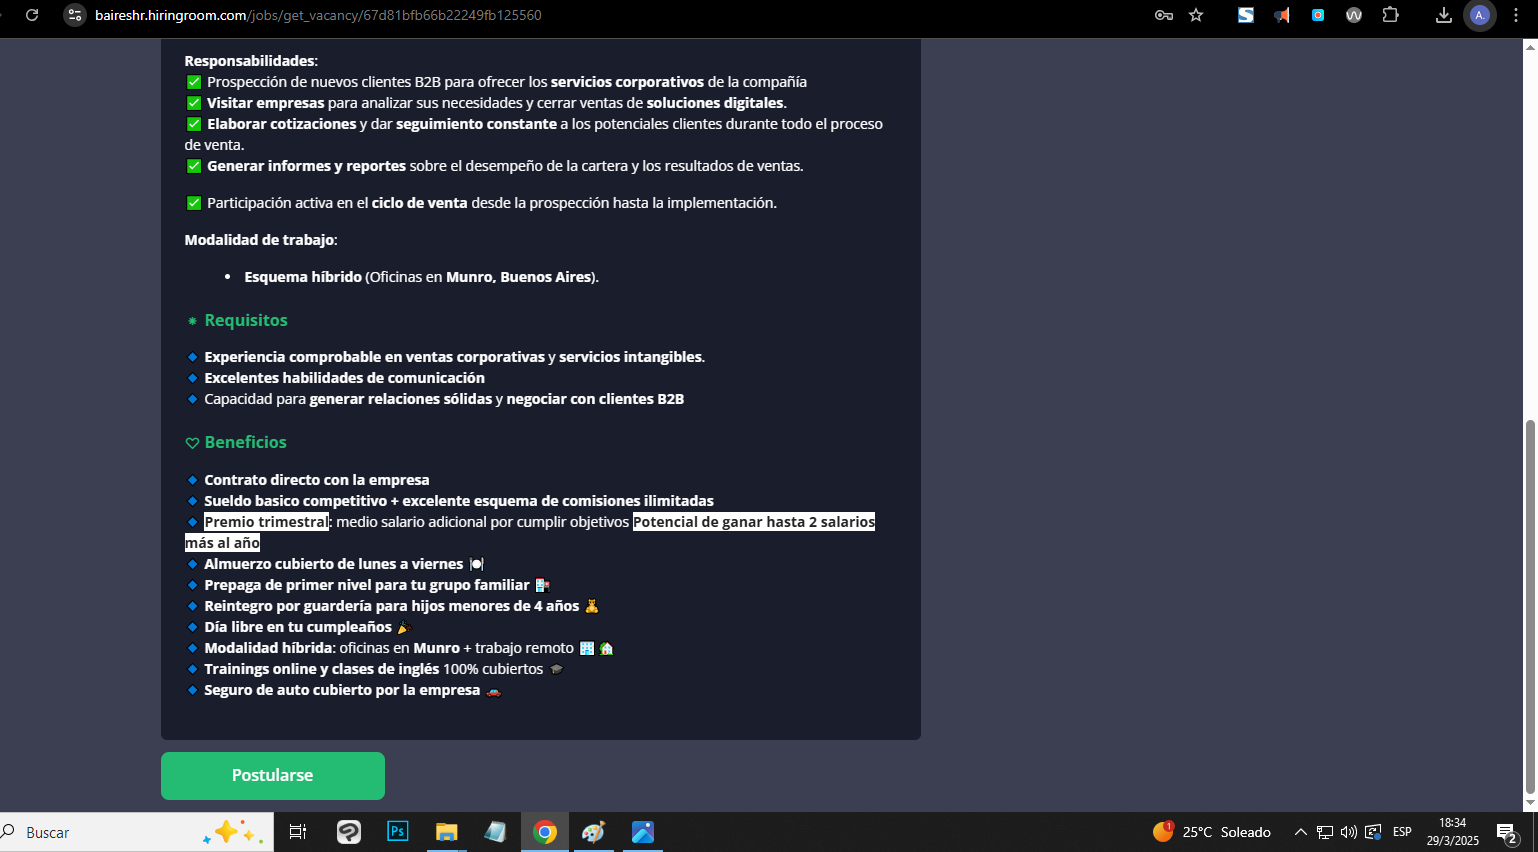 baireshr.hiringroom.com/jobs/get_vacancy/67d81bfb66b22249fb125560
A.
Responsabilidades:
✅ Prospección de nuevos clientes B2B para ofrecer los servicios corporativos de la compañía
✅ Visitar empresas para analizar sus necesidades y cerrar ventas de soluciones digitales.
✅ Elaborar cotizaciones y dar seguimiento constante a los potenciales clientes durante todo el proceso
de venta.
✅ Generar informes y reportes sobre el desempeño de la cartera y los resultados de ventas.
✅ Participación activa en el ciclo de venta desde la prospección hasta la implementación.
Modalidad de trabajo:
• Esquema híbrido (Oficinas en Munro, Buenos Aires).
Requisitos
🔹 Experiencia comprobable en ventas corporativas y servicios intangibles.
🔹 Excelentes habilidades de comunicación
🔹 Capacidad para generar relaciones sólidas y negociar con clientes B2B
Beneficios
🔹 Contrato directo con la empresa
🔹 Sueldo basico competitivo + excelente esquema de comisiones ilimitadas
🔹 Premio trimestral: medio salario adicional por cumplir objetivos Potencial de ganar hasta 2 salarios
más al año
🔹 Almuerzo cubierto de lunes a viernes 🍽️
🔹 Prepaga de primer nivel para tu grupo familiar 🏥
🔹 Reintegro por guardería para hijos menores de 4 años 🧸
🔹 Día libre en tu cumpleaños 🎉
🔹 Modalidad híbrida: oficinas en Munro + trabajo remoto 🏢 🏡
🔹 Trainings online y clases de inglés 100% cubiertos 🎓
🔹 Seguro de auto cubierto por la empresa 🚗
Postularse
Buscar
Ps
1
25°C Soleado
ESP
18:34
29/3/2025
2